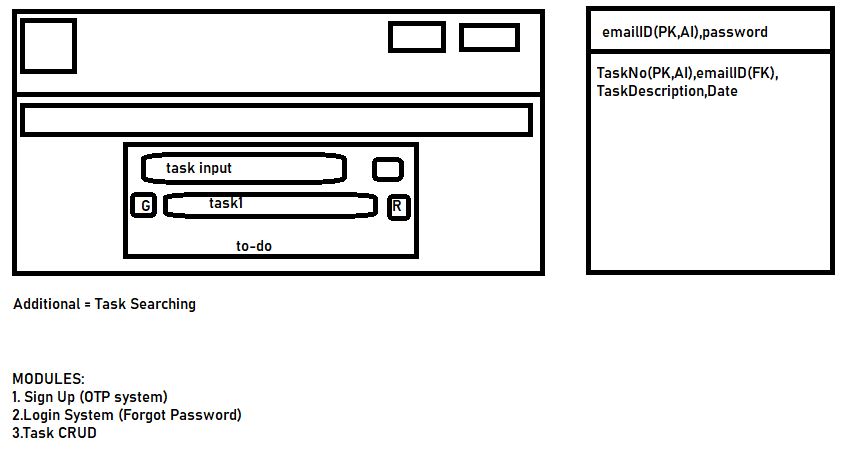 task input
G task1 R
to-do
emailID(PK,AI),password
TaskNo(PK,AI),emailID(FK),
TaskDescription,Date
Additional = Task Searching
MODULES:
1. Sign Up (OTP system)
2.Login System (Forgot Password)
3.Task CRUD